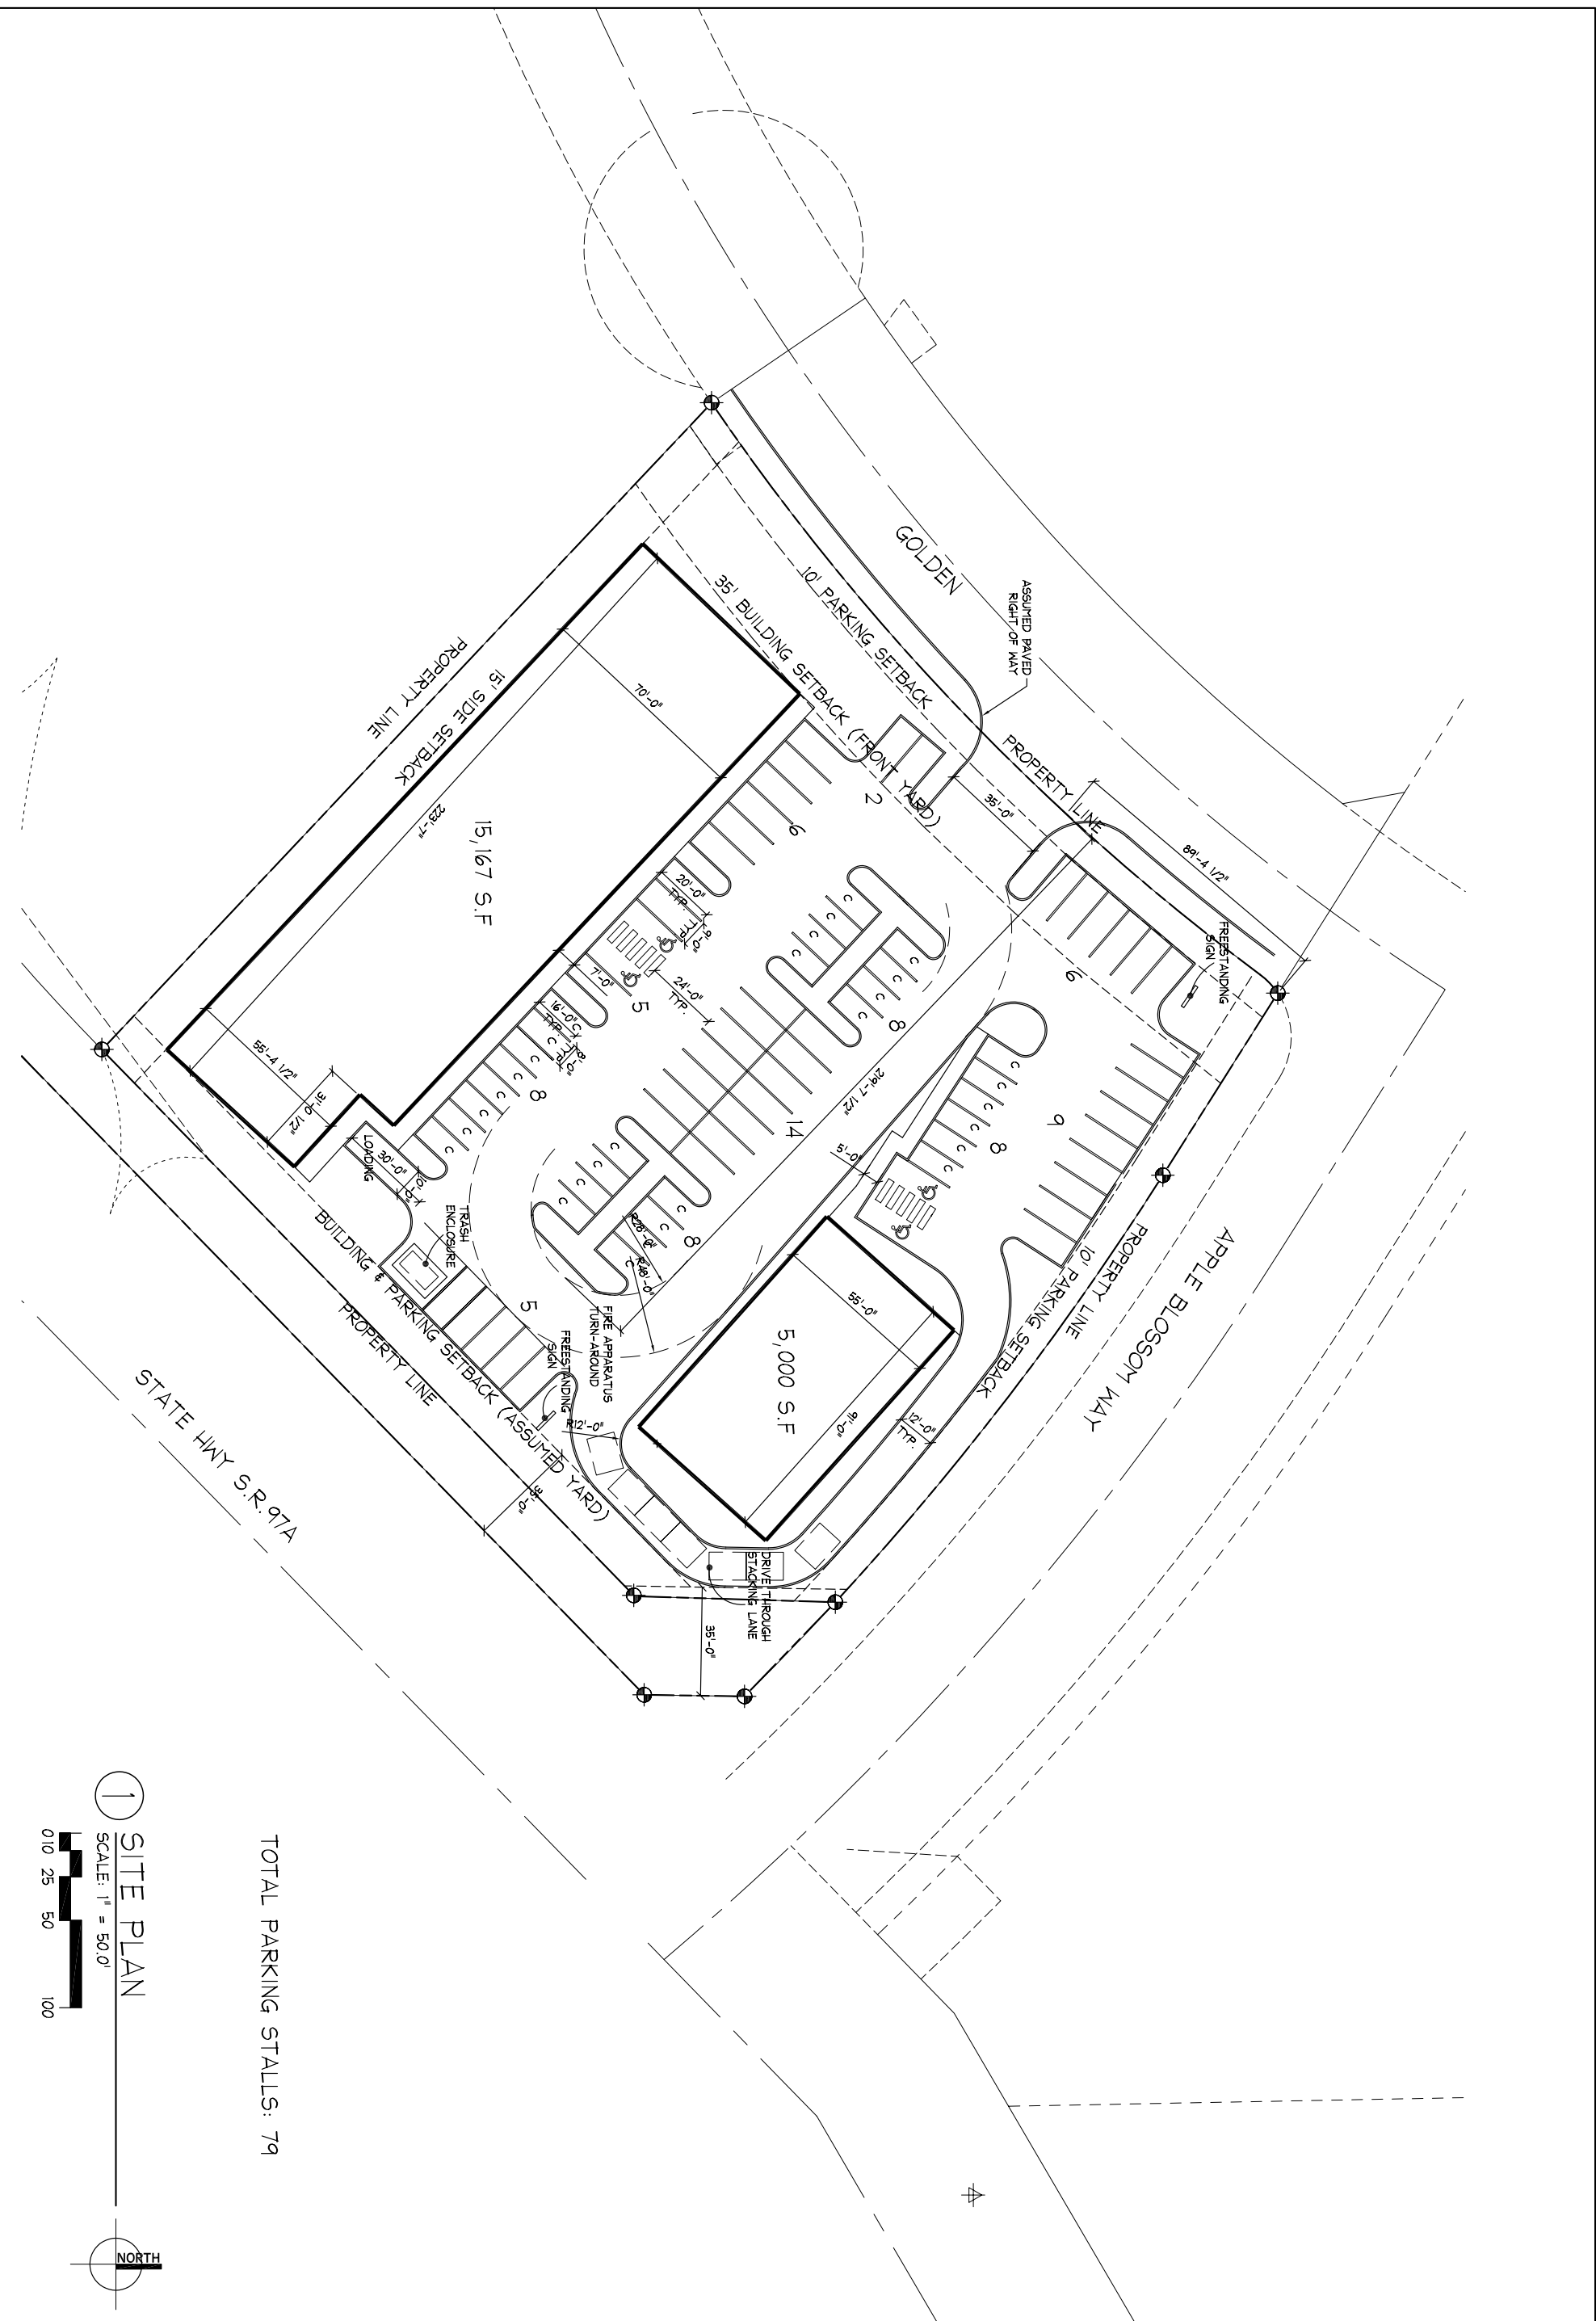 GOLDEN
ASSUMED PAVED
RIGHT OF WAY
10' PARKING SETBACK
35' BUILDING SETBACK (FRONT YARD)
PROPERTY LINE
35'-0"
89'-4 1/2"
FREESTANDING
SIGN
PROPERTY LINE
15' SIDE SETBACK
70'-0"
228'-7"
15,167 S.F
2
6
6
20'-0"
TYP.
9'-0"
TYP.
24'-0"
TYP.
7'-0"
5
16'-0"
TYP.
8'-0"
TYP.
C
C
C
C
C
C
C
C
8
C
C
C
C
C
C
C
C
8
219'-7 1/2"
14
C
C
C
C
C
C
C
C
8
C
C
C
C
C
C
8
9
5'-0"
55'-4 1/2"
31'-10 1/2"
LOADING
30'-0"
10'-0"
TRASH
ENCLOSURE
R28'-0"
R48'-0"
5
FIRE APPARATUS
TURN-AROUND
FREESTANDING
SIGN
R12'-0"
55'-0"
91'-0"
5,000 S.F
12'-0"
TYP.
APPLE BLOSSOM WAY
PROPERTY LINE
10' PARKING SETBACK
BUILDING & PARKING SETBACK (ASSUMED YARD)
PROPERTY LINE
35'-0"
DRIVE THROUGH
STACKING LANE
35'-0"
STATE HWY S.R.97A
TOTAL PARKING STALLS: 79
1
SITE PLAN
SCALE: 1" = 50.0'
0 10 25 50 100
NORTH